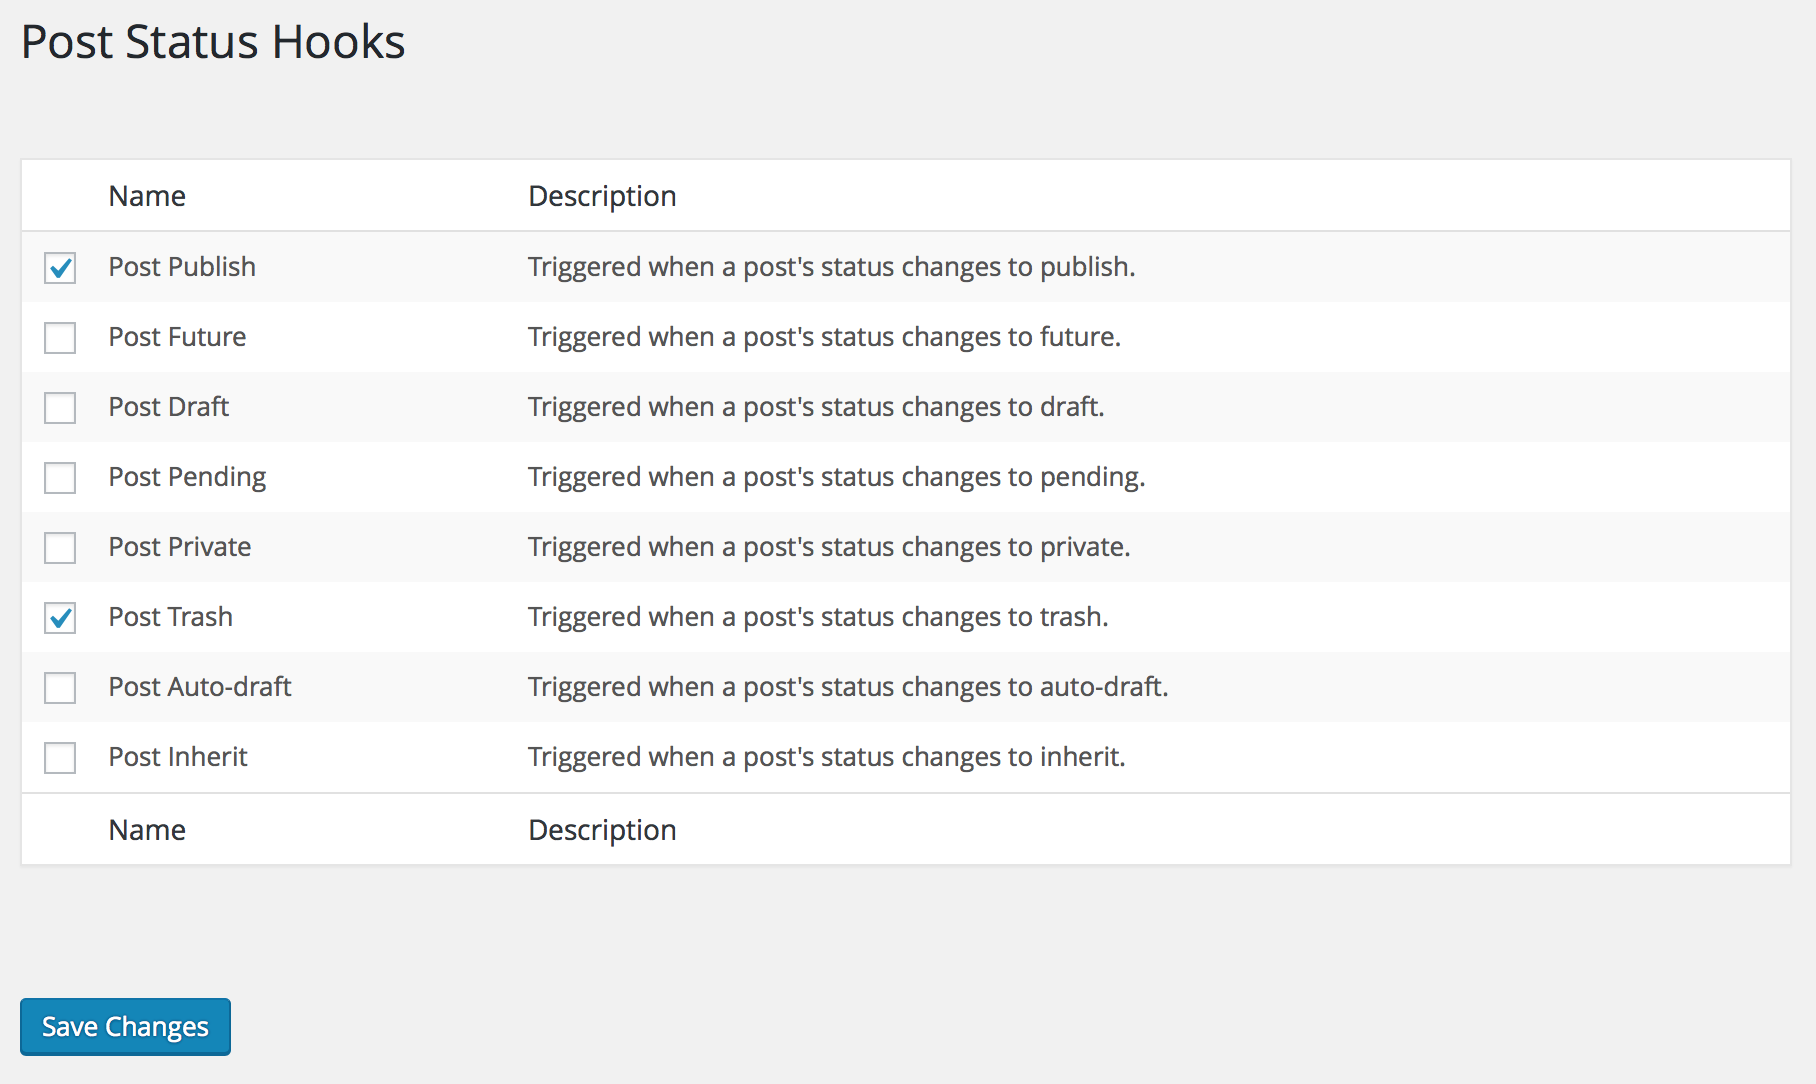 Post Status Hooks
Name Description
Post Publish Triggered when a post's status changes to publish.
Post Future Triggered when a post's status changes to future.
Post Draft Triggered when a post's status changes to draft.
Post Pending Triggered when a post's status changes to pending.
Post Private Triggered when a post's status changes to private.
Post Trash Triggered when a post's status changes to trash.
Post Auto-draft Triggered when a post's status changes to auto-draft.
Post Inherit Triggered when a post's status changes to inherit.
Name Description
Save Changes